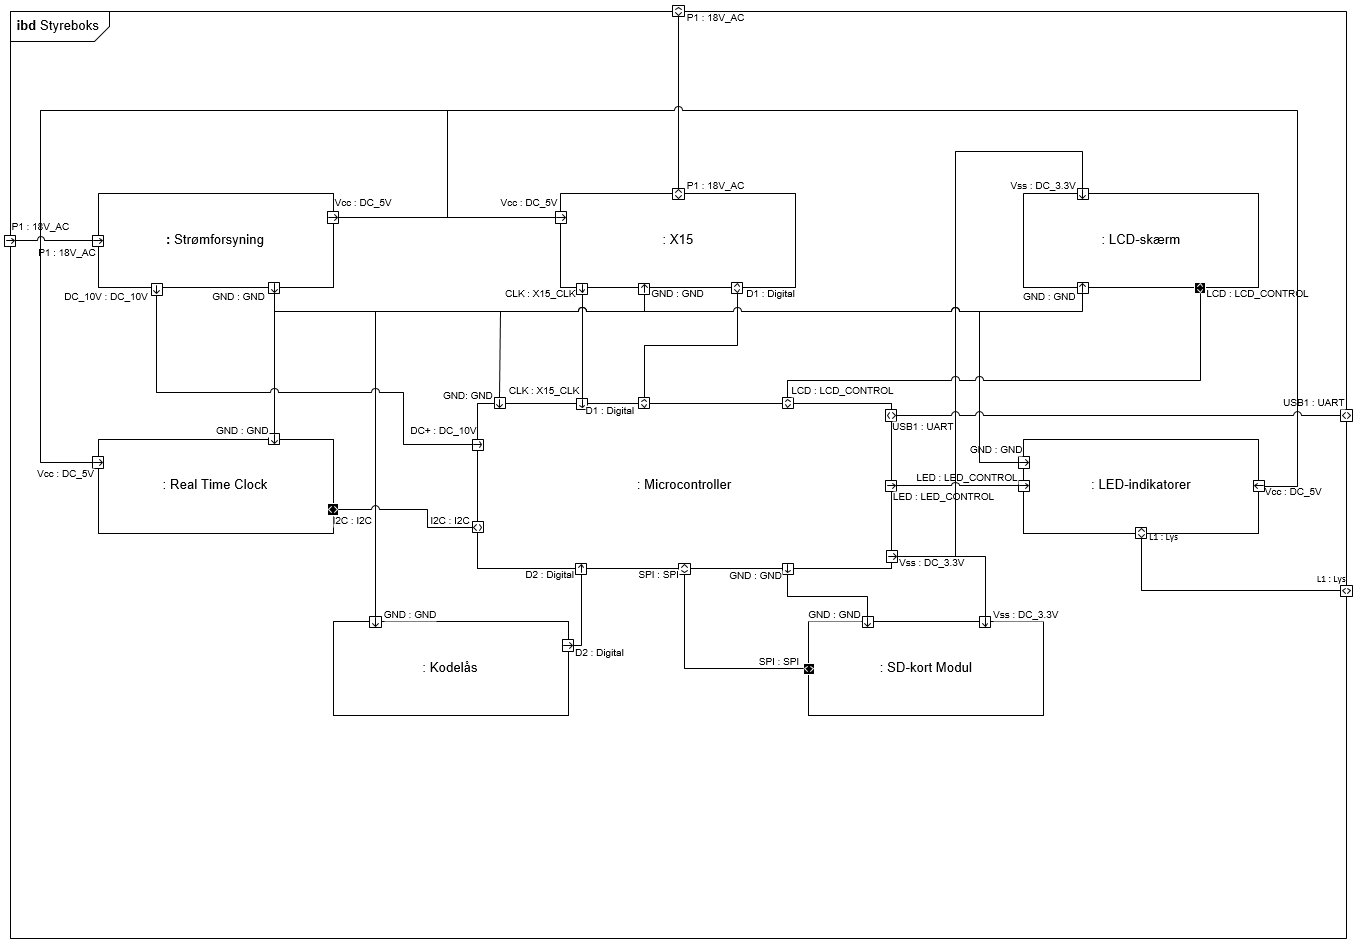 ibd Styreboks
P1 : 18V_AC
P1 : 18V_AC
Vss : DC_3.3V
Vcc : DC_5V
Vcc : DC_5V
P1 : 18V_AC
: Strømforsyning
: X15
: LCD-skærm
P1 : 18V_AC
DC_10V : DC_10V
GND : GND
CLK : X15_CLK
GND : GND
D1 : Digital
GND : GND
LCD : LCD_CONTROL
GND: GND
CLK : X15_CLK
LCD : LCD_CONTROL
D1 : Digital
USB1 : UART
USB1 : UART
GND : GND
DC+ : DC_10V
GND : GND
Vcc : DC_5V
: Real Time Clock
: Microcontroller
LED : LED_CONTROL
: LED-indikatorer
LED : LED_CONTROL
Vcc : DC_5V
I2C : I2C
I2C : I2C
L1 : Lys
Vss : DC_3.3V
D2 : Digital
SPI : SPI
GND : GND
L1 : Lys
GND : GND
GND : GND
Vss : DC_3.3V
D2 : Digital
: Kodelås
SPI : SPI
: SD-kort Modul